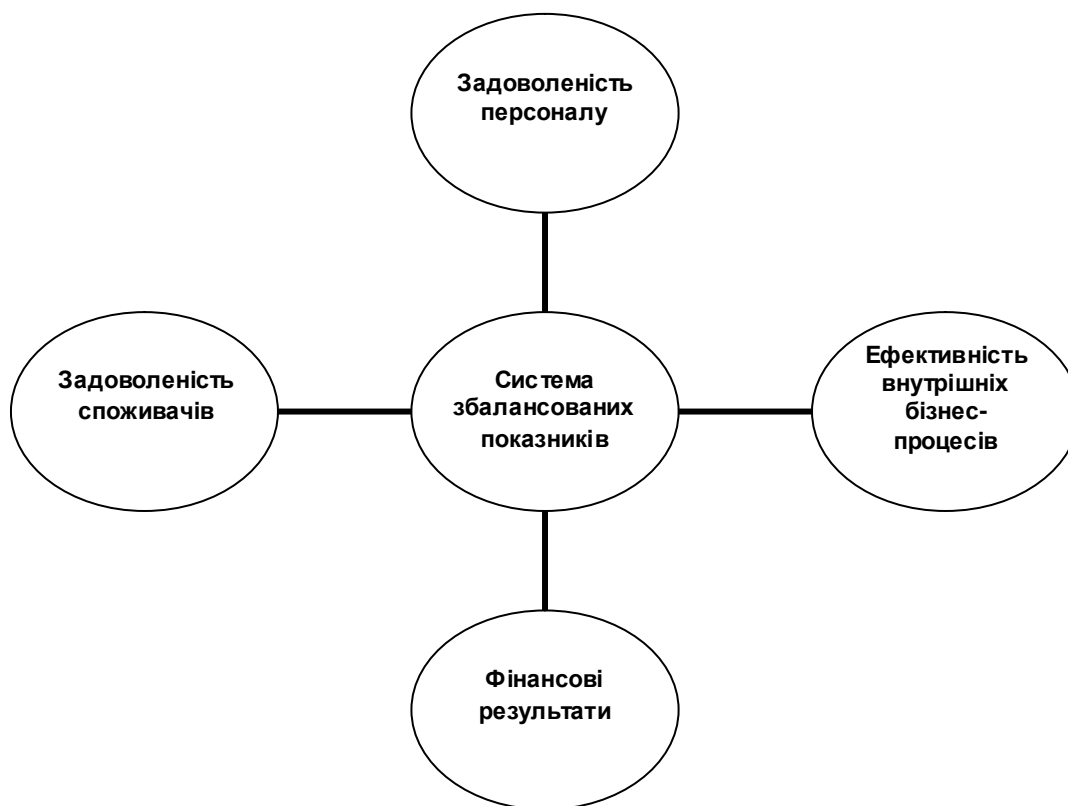 Задоволеність
персоналу
Задоволеність
споживачів
Система
збалансованих
показників
Ефективність
внутрішніх
бізнес-
процесів
Фінансові
результати